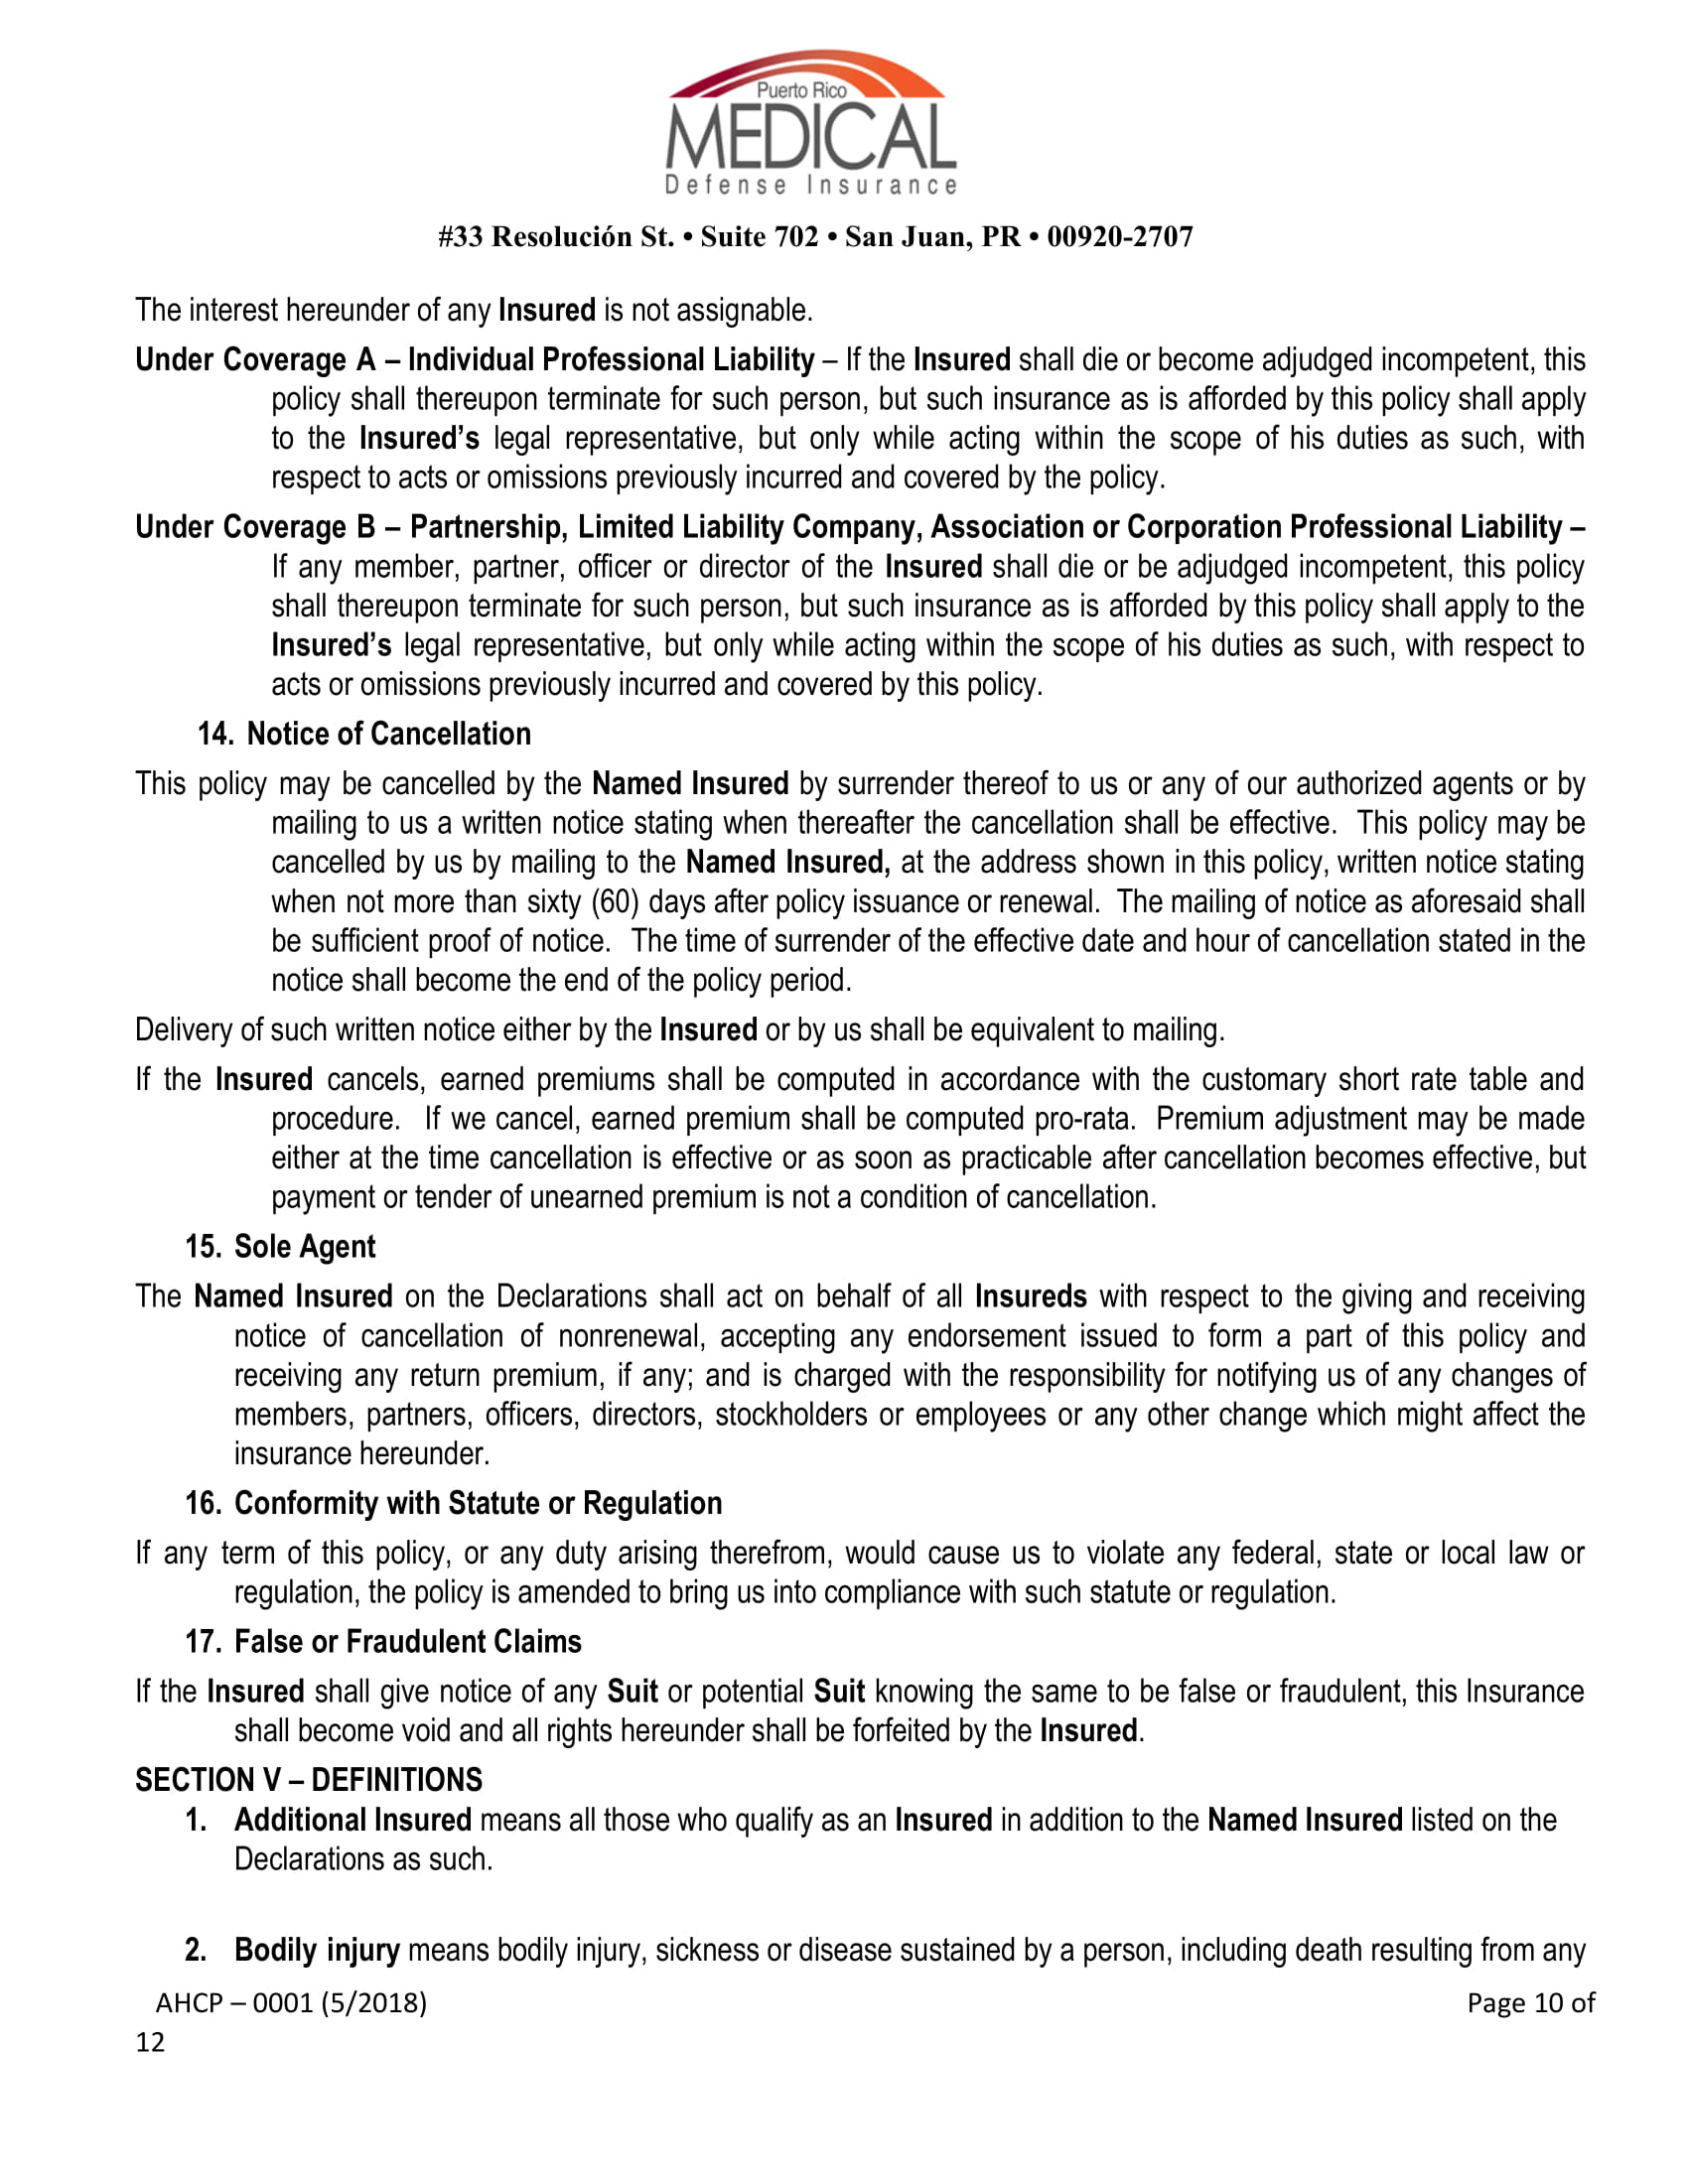 Puerto Rico
MEDICAL
Defense Insurance
#33 Resolución St. • Suite 702 • San Juan, PR • 00920-2707
The interest hereunder of any Insured is not assignable.
Under Coverage A – Individual Professional Liability – If the Insured shall die or become adjudged incompetent, this
policy shall thereupon terminate for such person, but such insurance as is afforded by this policy shall apply
to the Insured’s legal representative, but only while acting within the scope of his duties as such, with
respect to acts or omissions previously incurred and covered by the policy.
Under Coverage B – Partnership, Limited Liability Company, Association or Corporation Professional Liability –
If any member, partner, officer or director of the Insured shall die or be adjudged incompetent, this policy
shall thereupon terminate for such person, but such insurance as is afforded by this policy shall apply to the
Insured’s legal representative, but only while acting within the scope of his duties as such, with respect to
acts or omissions previously incurred and covered by this policy.
14. Notice of Cancellation
This policy may be cancelled by the Named Insured by surrender thereof to us or any of our authorized agents or by
mailing to us a written notice stating when thereafter the cancellation shall be effective. This policy may be
cancelled by us by mailing to the Named Insured, at the address shown in this policy, written notice stating
when not more than sixty (60) days after policy issuance or renewal. The mailing of notice as aforesaid shall
be sufficient proof of notice. The time of surrender of the effective date and hour of cancellation stated in the
notice shall become the end of the policy period.
Delivery of such written notice either by the Insured or by us shall be equivalent to mailing.
If the Insured cancels, earned premiums shall be computed in accordance with the customary short rate table and
procedure. If we cancel, earned premium shall be computed pro-rata. Premium adjustment may be made
either at the time cancellation is effective or as soon as practicable after cancellation becomes effective, but
payment or tender of unearned premium is not a condition of cancellation.
15. Sole Agent
The Named Insured on the Declarations shall act on behalf of all Insureds with respect to the giving and receiving
notice of cancellation of nonrenewal, accepting any endorsement issued to form a part of this policy and
receiving any return premium, if any; and is charged with the responsibility for notifying us of any changes of
members, partners, officers, directors, stockholders or employees or any other change which might affect the
insurance hereunder.
16. Conformity with Statute or Regulation
If any term of this policy, or any duty arising therefrom, would cause us to violate any federal, state or local law or
regulation, the policy is amended to bring us into compliance with such statute or regulation.
17. False or Fraudulent Claims
If the Insured shall give notice of any Suit or potential Suit knowing the same to be false or fraudulent, this Insurance
shall become void and all rights hereunder shall be forfeited by the Insured.
SECTION V – DEFINITIONS
1. Additional Insured means all those who qualify as an Insured in addition to the Named Insured listed on the
Declarations as such.
2. Bodily injury means bodily injury, sickness or disease sustained by a person, including death resulting from any
AHCP – 0001 (5/2018) Page 10 of
12